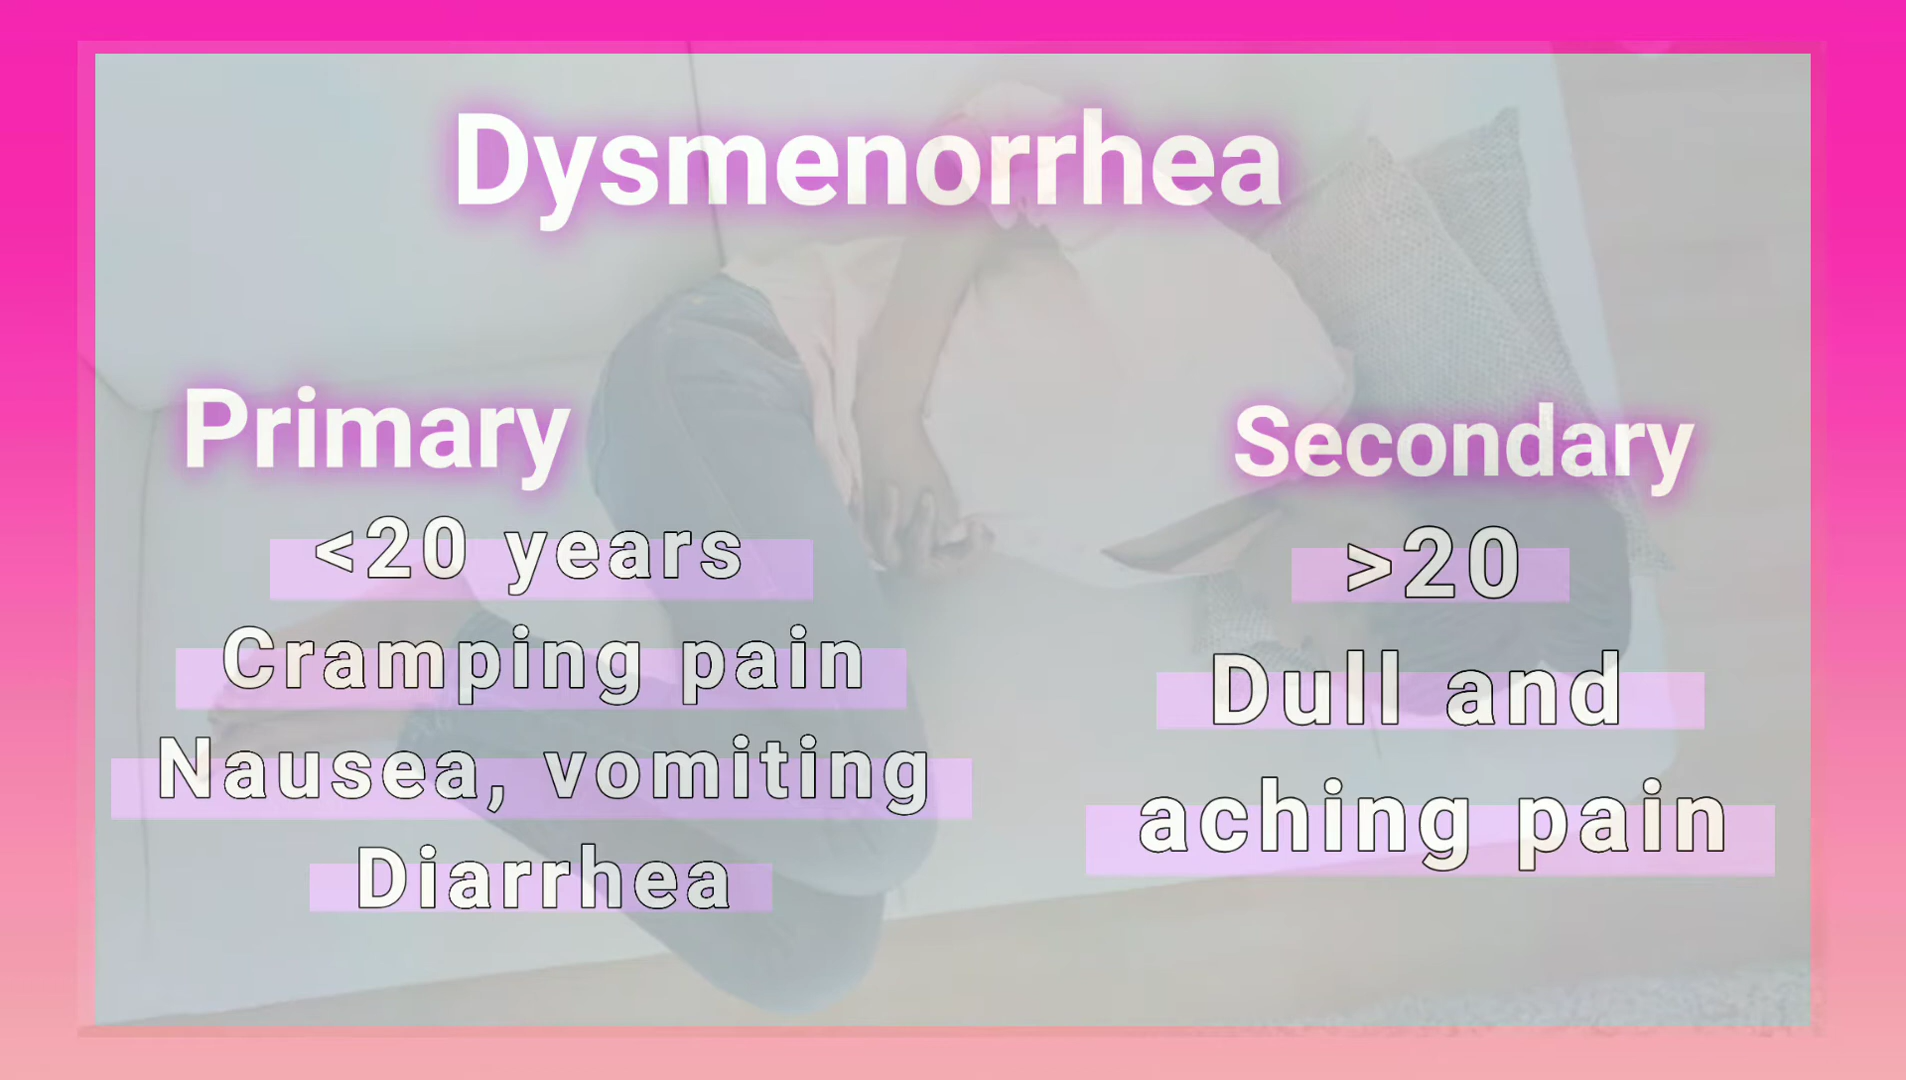 Dysmenorrhea
Primary
<20 years
Cramping pain
Nausea, vomiting
Diarrhea
Secondary
>20
Dull and
aching pain